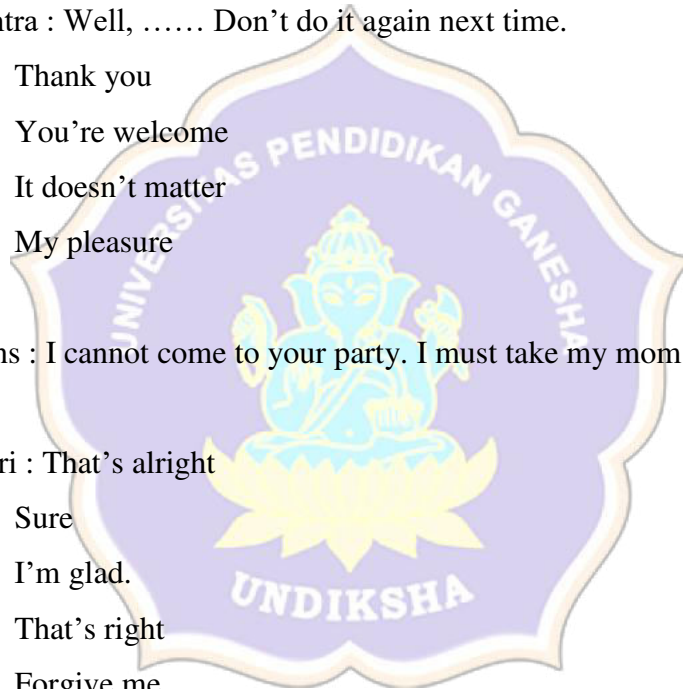 ntra : Well, …… Don’t do it again next time.
Thank you
You’re welcome
It doesn’t matter
My pleasure
UNIVERSITAS PENDIDIKAN GANESHA
ns : I cannot come to your party. I must take my mom
ri : That’s alright
Sure
I’m glad.
That’s right
UNDIKSHA
Forgive me